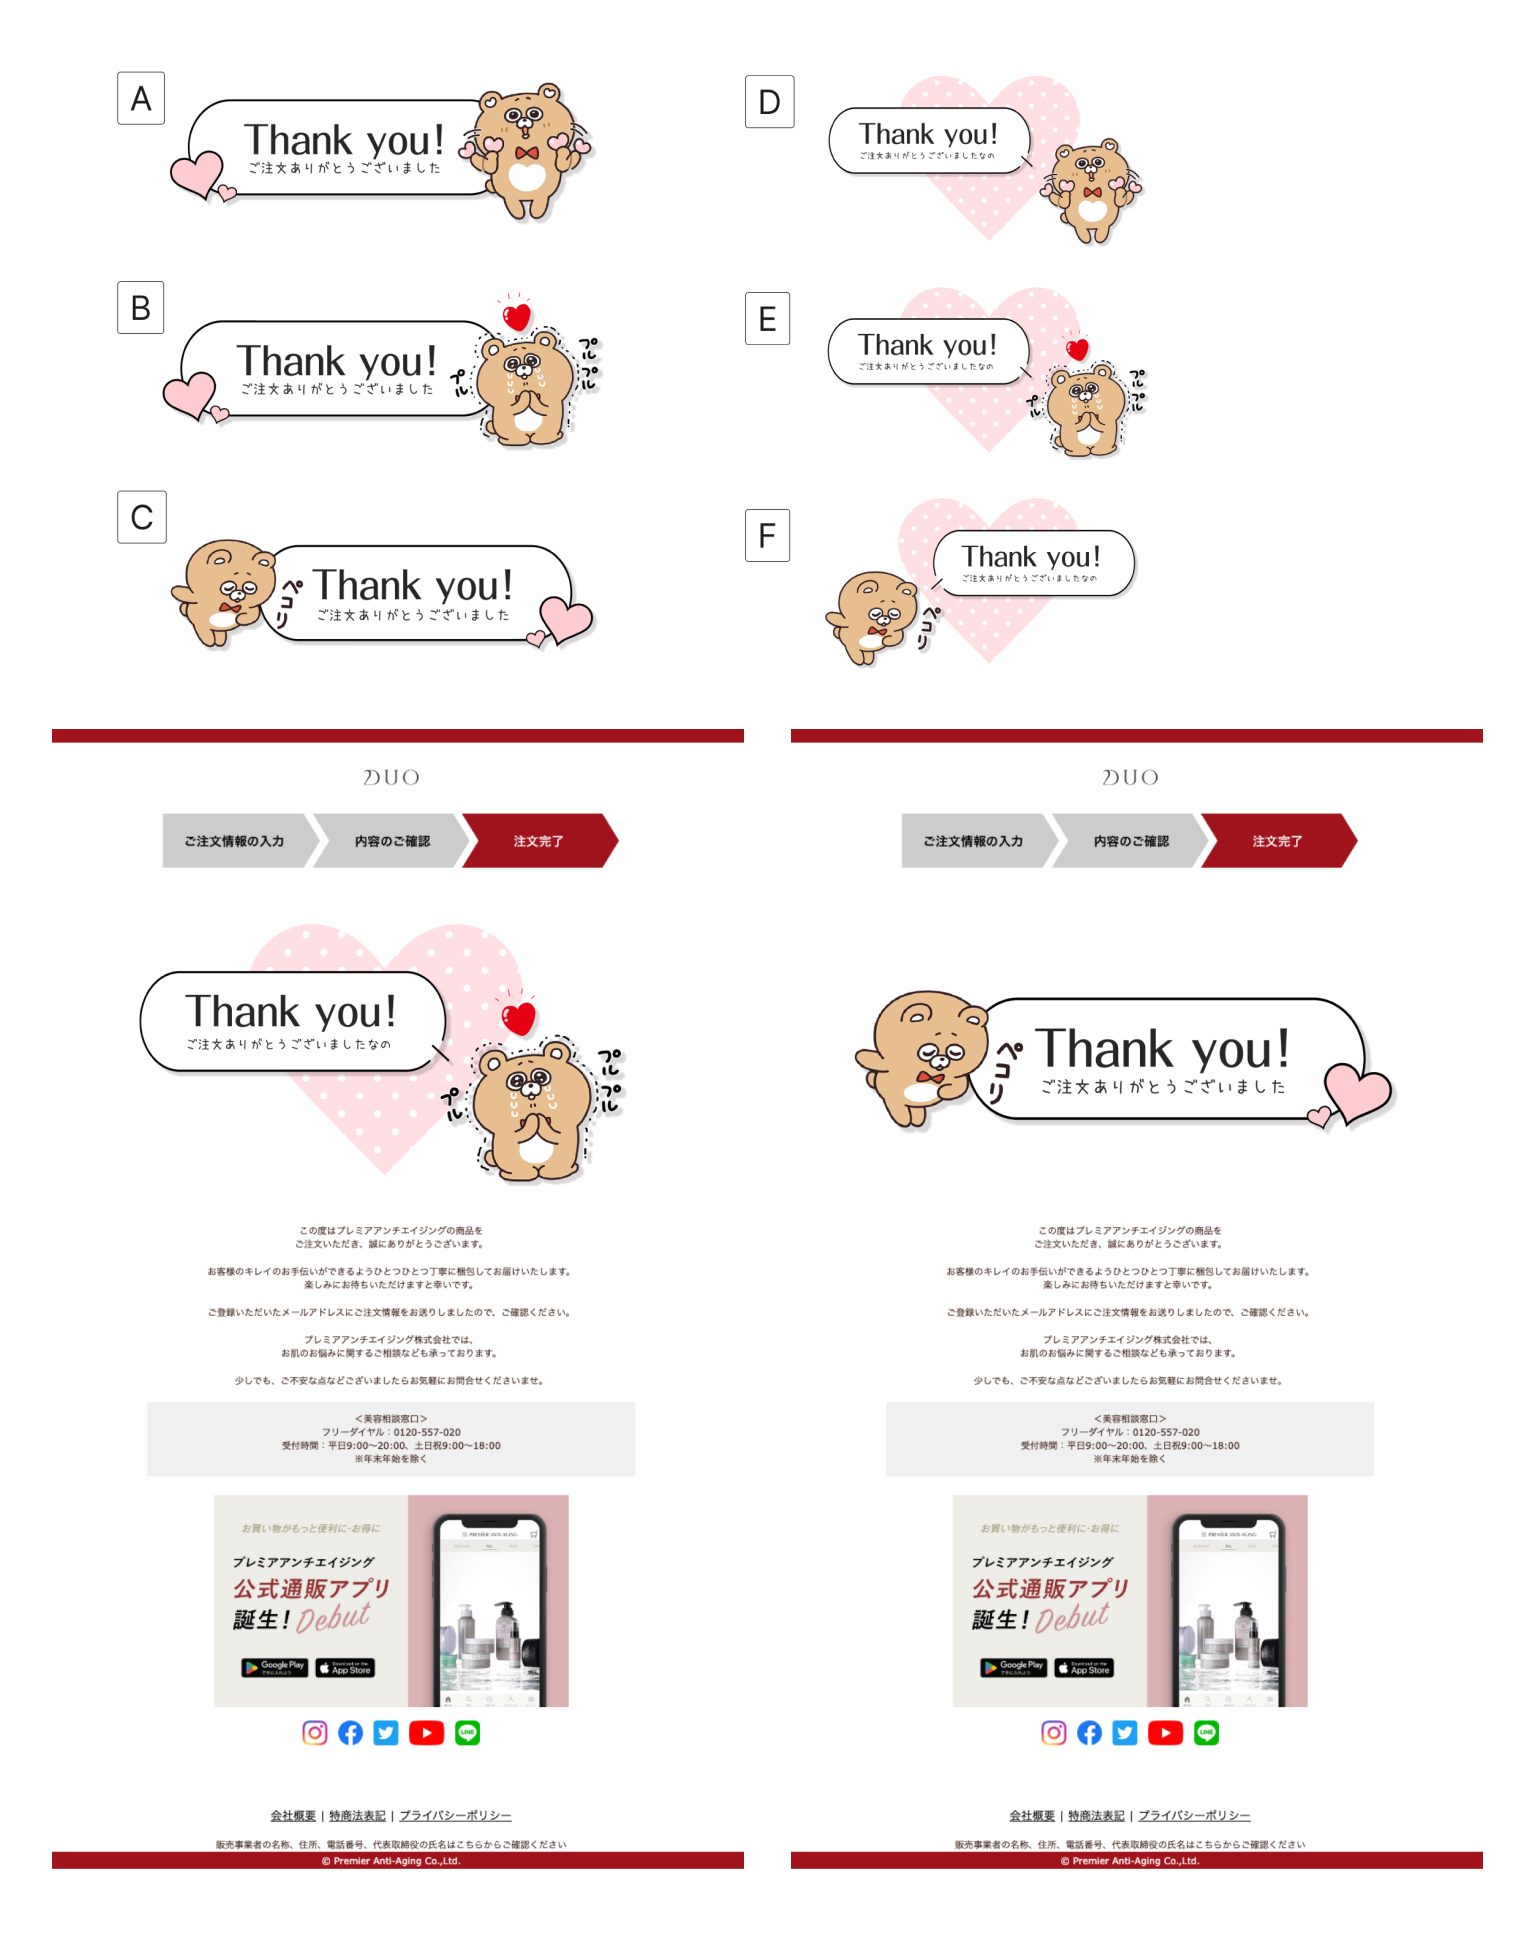 A
Thank you!
ご注文ありがとうございました
B
Thank you!
ご注文ありがとうございました
プル
プル
プル
C
ペコリ
Thank you!
ご注文ありがとうございました
D
Thank you!
ご注文ありがとうございましたなの
E
Thank you!
ご注文ありがとうございましたなの
プル
プル
プル
F
Thank you!
ご注文ありがとうございましたなの
ペコリ
DUO
ご注文情報の入力
内容のご確認
注文完了
Thank you!
ご注文ありがとうございましたなの
プル
プル
プル
この度はプレミアアンチエイジングの商品を
ご注文いただき、誠にありがとうございます。
お客様のキレイのお手伝いができるようひとつひとつ丁寧に梱包してお届けいたします。
楽しみにお待ちいただけますと幸いです。
ご登録いただいたメールアドレスにご注文情報をお送りしましたので、ご確認ください。
プレミアアンチエイジング株式会社では、
お肌のお悩みに関するご相談なども承っております。
少しでも、ご不安な点などございましたらお気軽にお問合せくださいませ。
＜美容相談窓口＞
フリーダイヤル：0120-557-020
受付時間：平日9:00〜20:00、土日祝9:00〜18:00
※年末年始を除く
お買い物がもっと便利に・お得に
プレミアアンチエイジング
公式通販アプリ
誕生！Debut
PREMIER ANTI-AGING
Google Play
で手に入れよう
Download on the
App Store
LINE
会社概要 | 特商法表記 | プライバシーポリシー
販売事業者の名称、住所、電話番号、代表取締役の氏名はこちらからご確認ください
© Premier Anti-Aging Co.,Ltd.
DUO
ご注文情報の入力
内容のご確認
注文完了
ペコリ
Thank you!
ご注文ありがとうございました
この度はプレミアアンチエイジングの商品を
ご注文いただき、誠にありがとうございます。
お客様のキレイのお手伝いができるようひとつひとつ丁寧に梱包してお届けいたします。
楽しみにお待ちいただけますと幸いです。
ご登録いただいたメールアドレスにご注文情報をお送りしましたので、ご確認ください。
プレミアアンチエイジング株式会社では、
お肌のお悩みに関するご相談なども承っております。
少しでも、ご不安な点などございましたらお気軽にお問合せくださいませ。
＜美容相談窓口＞
フリーダイヤル：0120-557-020
受付時間：平日9:00〜20:00、土日祝9:00〜18:00
※年末年始を除く
お買い物がもっと便利に・お得に
プレミアアンチエイジング
公式通販アプリ
誕生！Debut
PREMIER ANTI-AGING
Google Play
で手に入れよう
Download on the
App Store
LINE
会社概要 | 特商法表記 | プライバシーポリシー
販売事業者の名称、住所、電話番号、代表取締役の氏名はこちらからご確認ください
© Premier Anti-Aging Co.,Ltd.